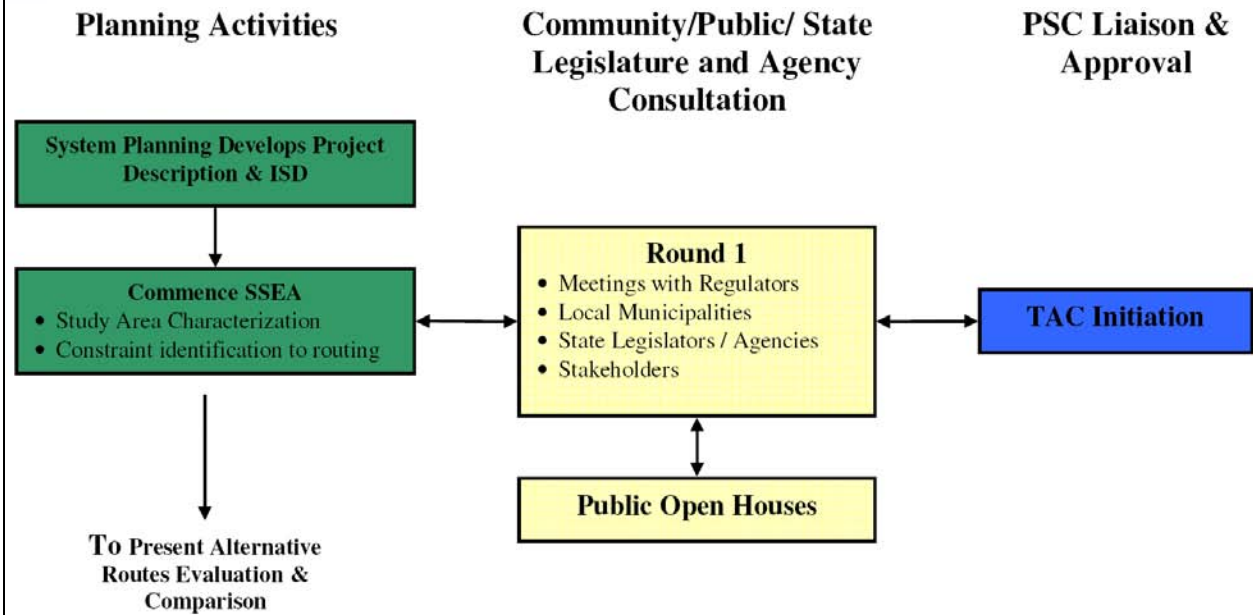 Planning Activities
Community/Public/ State
Legislature and Agency
Consultation
PSC Liaison &
Approval
System Planning Develops Project
Description & ISD
Commence SSEA
• Study Area Characterization
• Constraint identification to routing
Round 1
• Meetings with Regulators
• Local Municipalities
• State Legislators / Agencies
• Stakeholders
TAC Initiation
Public Open Houses
To Present Alternative
Routes Evaluation &
Comparison